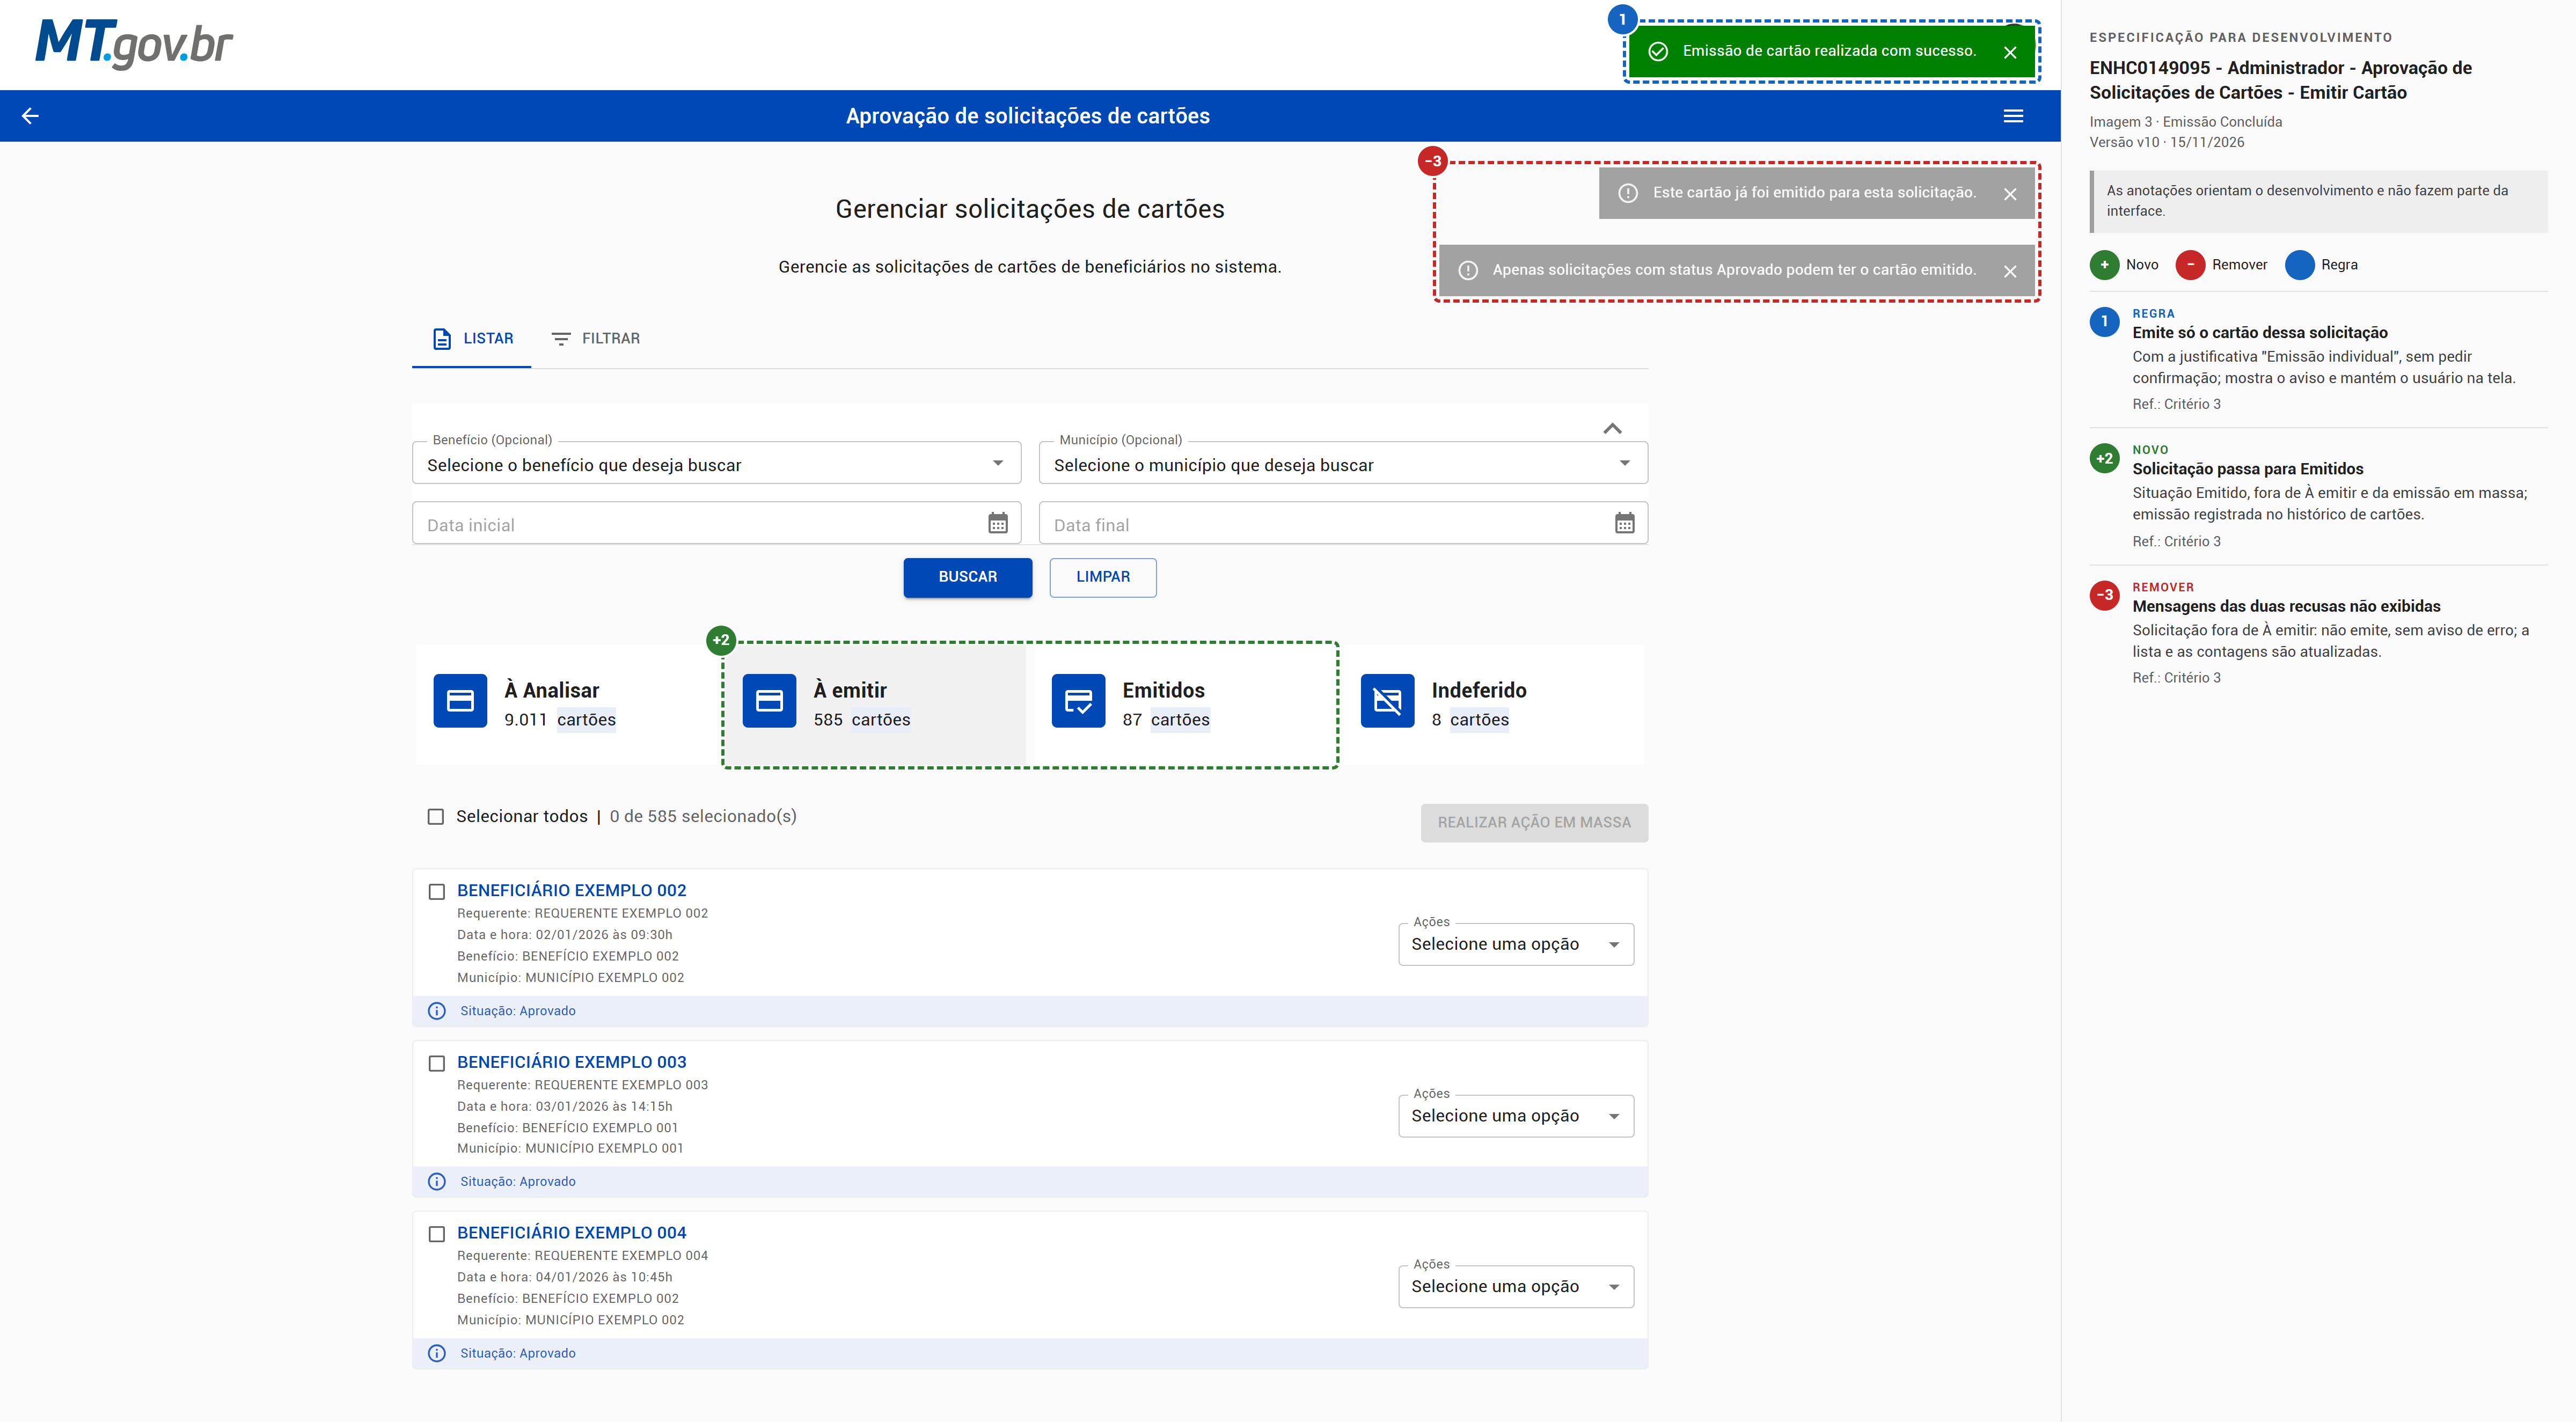 MT.gov.br
1
Emissão de cartão realizada com sucesso.
Aprovação de solicitações de cartões
−3
Este cartão já foi emitido para esta solicitação.
Apenas solicitações com status Aprovado podem ter o cartão emitido.
Gerenciar solicitações de cartões
Gerencie as solicitações de cartões de beneficiários no sistema.
LISTAR
FILTRAR
Benefício (Opcional)
Selecione o benefício que deseja buscar
Município (Opcional)
Selecione o município que deseja buscar
Data inicial
Data final
BUSCAR
LIMPAR
+2
À Analisar
9.011 cartões
À emitir
585 cartões
Emitidos
87 cartões
Indeferido
8 cartões
Selecionar todos | 0 de 585 selecionado(s)
REALIZAR AÇÃO EM MASSA
BENEFICIÁRIO EXEMPLO 002
Requerente: REQUERENTE EXEMPLO 002
Data e hora: 02/01/2026 às 09:30h
Benefício: BENEFÍCIO EXEMPLO 002
Município: MUNICÍPIO EXEMPLO 002
Ações
Selecione uma opção
Situação: Aprovado
BENEFICIÁRIO EXEMPLO 003
Requerente: REQUERENTE EXEMPLO 003
Data e hora: 03/01/2026 às 14:15h
Benefício: BENEFÍCIO EXEMPLO 001
Município: MUNICÍPIO EXEMPLO 001
Ações
Selecione uma opção
Situação: Aprovado
BENEFICIÁRIO EXEMPLO 004
Requerente: REQUERENTE EXEMPLO 004
Data e hora: 04/01/2026 às 10:45h
Benefício: BENEFÍCIO EXEMPLO 002
Município: MUNICÍPIO EXEMPLO 002
Ações
Selecione uma opção
Situação: Aprovado
ESPECIFICAÇÃO PARA DESENVOLVIMENTO
ENHC0149095 - Administrador - Aprovação de
Solicitações de Cartões - Emitir Cartão
Imagem 3 · Emissão Concluída
Versão v10 · 15/11/2026
As anotações orientam o desenvolvimento e não fazem parte da
interface.
+ Novo − Remover Regra
1
REGRA
Emite só o cartão dessa solicitação
Com a justificativa "Emissão individual", sem pedir
confirmação; mostra o aviso e mantém o usuário na tela.
Ref.: Critério 3
+2
NOVO
Solicitação passa para Emitidos
Situação Emitido, fora de À emitir e da emissão em massa;
emissão registrada no histórico de cartões.
Ref.: Critério 3
−3
REMOVER
Mensagens das duas recusas não exibidas
Solicitação fora de À emitir: não emite, sem aviso de erro; a
lista e as contagens são atualizadas.
Ref.: Critério 3